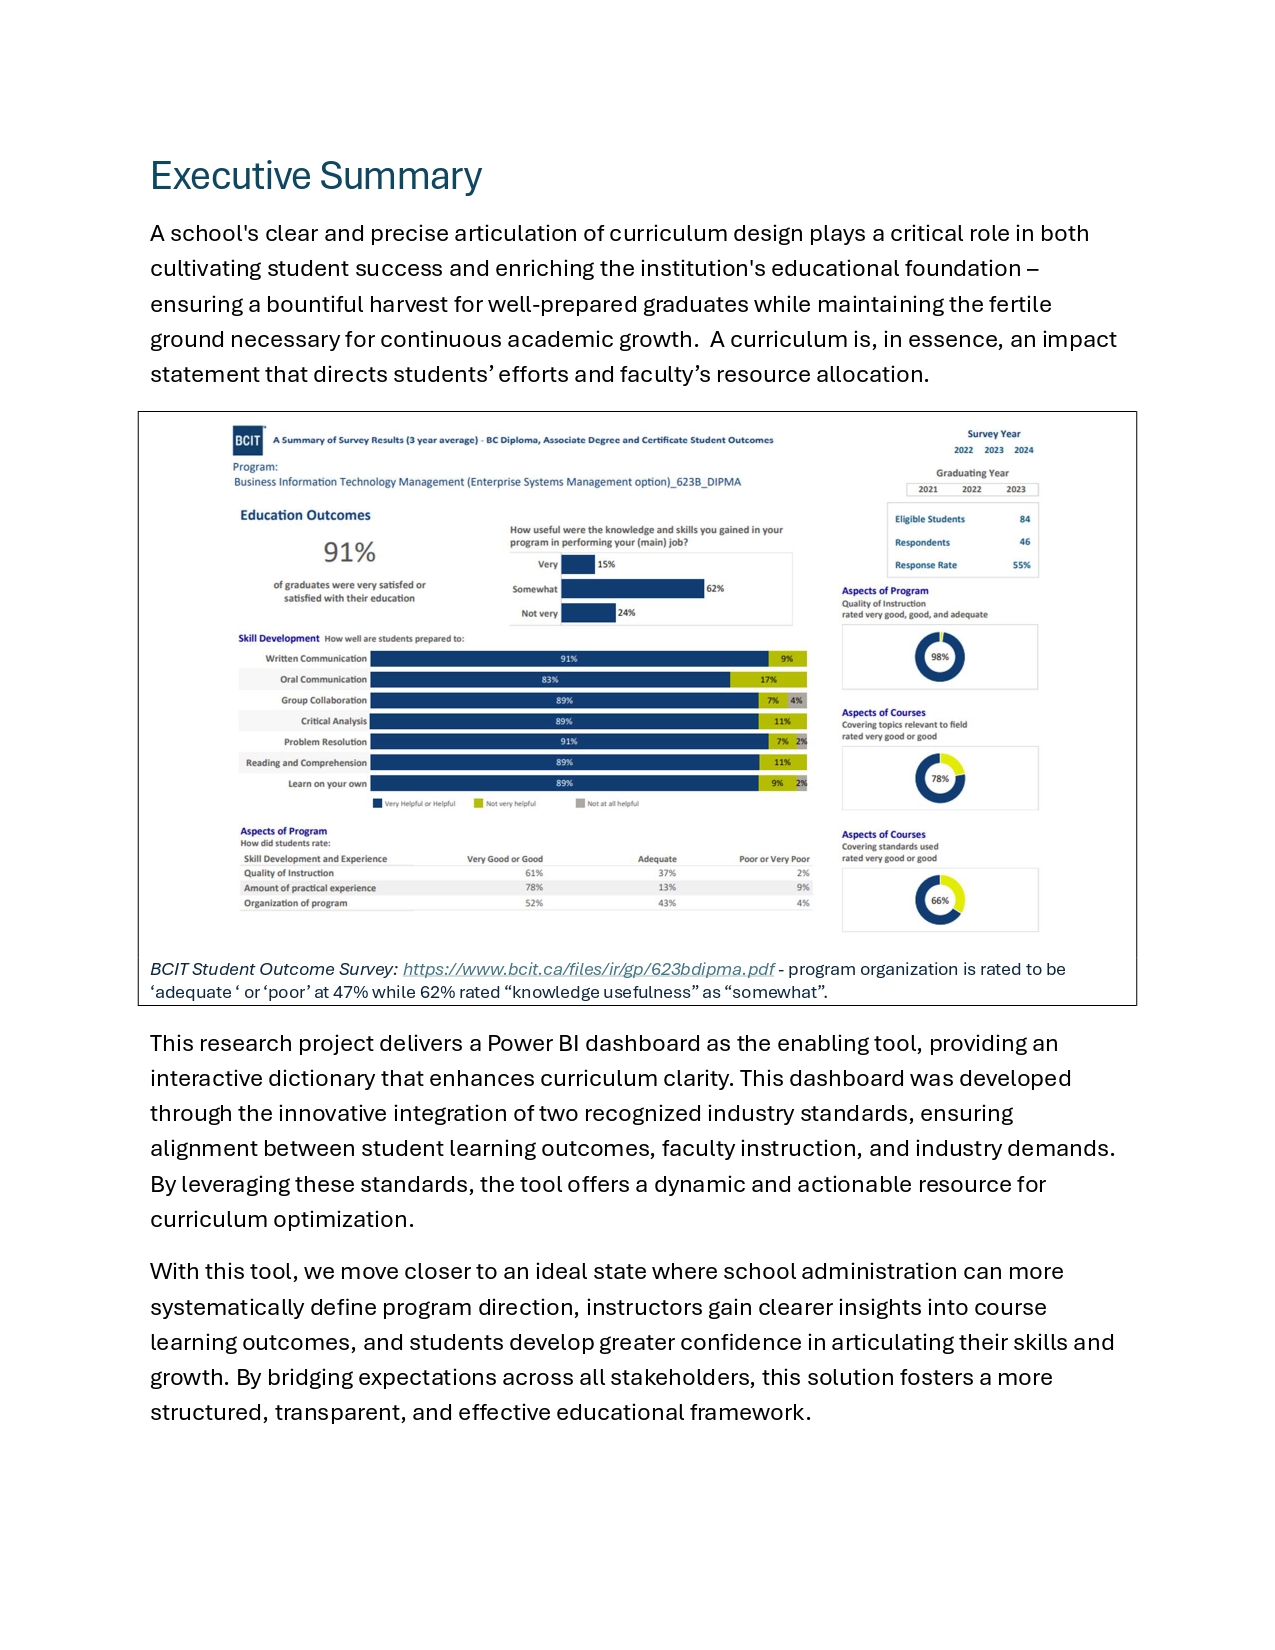 Executive Summary
A school's clear and precise articulation of curriculum design plays a critical role in both
cultivating student success and enriching the institution's educational foundation –
ensuring a bountiful harvest for well-prepared graduates while maintaining the fertile
ground necessary for continuous academic growth.  A curriculum is, in essence, an impact
statement that directs students’ efforts and faculty’s resource allocation.
BCIT
A Summary of Survey Results (3 year average) - BC Diploma, Associate Degree and Certificate Student Outcomes
Program:
Business Information Technology Management (Enterprise Systems Management option)_623B_DIPMA
Survey Year
2022 2023 2024
Graduating Year
2021 2022 2023
Eligible Students 84
Respondents 46
Response Rate 55%
Education Outcomes
91%
of graduates were very satisfied or
satisfied with their education
How useful were the knowledge and skills you gained in your
program in performing your (main) job?
Very 15%
Somewhat 62%
Not very 24%
Skill Development How well are students prepared to:
Written Communication 91% 9%
Oral Communication 83% 17%
Group Collaboration 89% 7% 4%
Critical Analysis 89% 11%
Problem Resolution 91% 7% 2%
Reading and Comprehension 89% 11%
Learn on your own 89% 9% 2%
Very Helpful or Helpful Not very helpful Not at all helpful
Aspects of Program
How did students rate:
Skill Development and Experience Very Good or Good Adequate Poor or Very Poor
Quality of Instruction 61% 37% 2%
Amount of practical experience 78% 13% 9%
Organization of program 52% 43% 4%
Aspects of Program
Quality of Instruction
rated very good, good, and adequate
98%
Aspects of Courses
Covering topics relevant to field
rated very good or good
78%
Aspects of Courses
Covering standards used
rated very good or good
66%
BCIT Student Outcome Survey: https://www.bcit.ca/files/ir/gp/623bdipma.pdf - program organization is rated to be
‘adequate ‘ or ‘poor’ at 47% while 62% rated “knowledge usefulness” as “somewhat”.
This research project delivers a Power BI dashboard as the enabling tool, providing an
interactive dictionary that enhances curriculum clarity. This dashboard was developed
through the innovative integration of two recognized industry standards, ensuring
alignment between student learning outcomes, faculty instruction, and industry demands.
By leveraging these standards, the tool offers a dynamic and actionable resource for
curriculum optimization.
With this tool, we move closer to an ideal state where school administration can more
systematically define program direction, instructors gain clearer insights into course
learning outcomes, and students develop greater confidence in articulating their skills and
growth. By bridging expectations across all stakeholders, this solution fosters a more
structured, transparent, and effective educational framework.